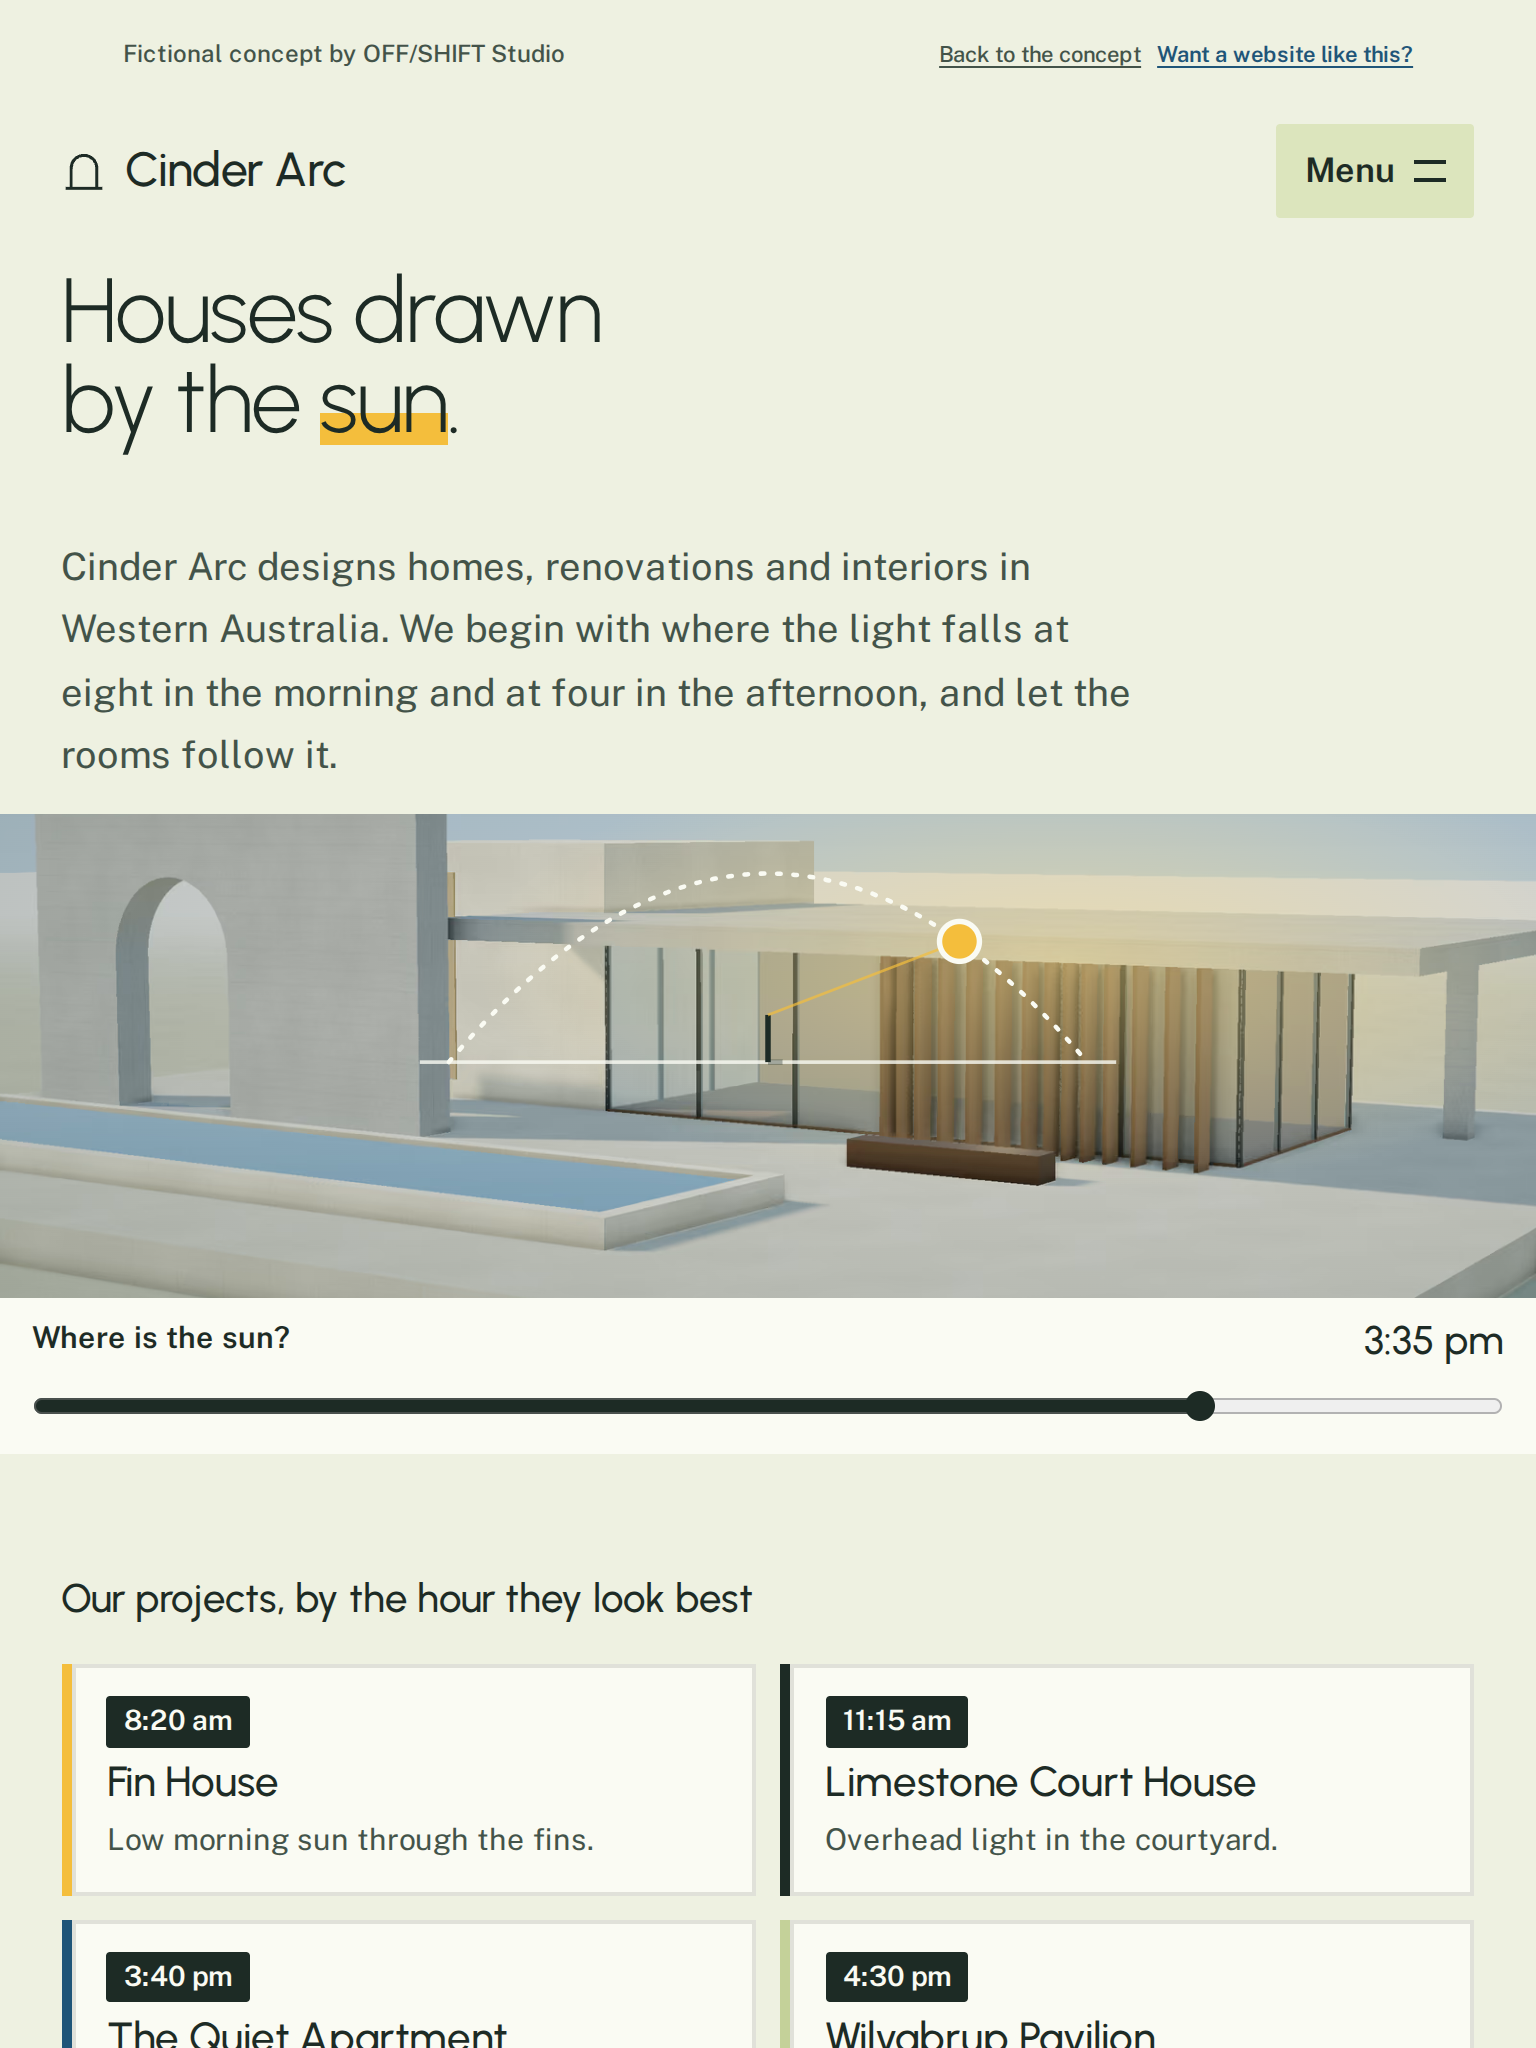 Fictional concept by OFF/SHIFT Studio
Back to the concept Want a website like this?
Cinder Arc
Menu
Houses drawn
by the sun.
Cinder Arc designs homes, renovations and interiors in
Western Australia. We begin with where the light falls at
eight in the morning and at four in the afternoon, and let the
rooms follow it.
Where is the sun?
3:35 pm
Our projects, by the hour they look best
8:20 am
Fin House
Low morning sun through the fins.
11:15 am
Limestone Court House
Overhead light in the courtyard.
3:40 pm
The Quiet Apartment
4:30 pm
Wilyabrup Pavilion